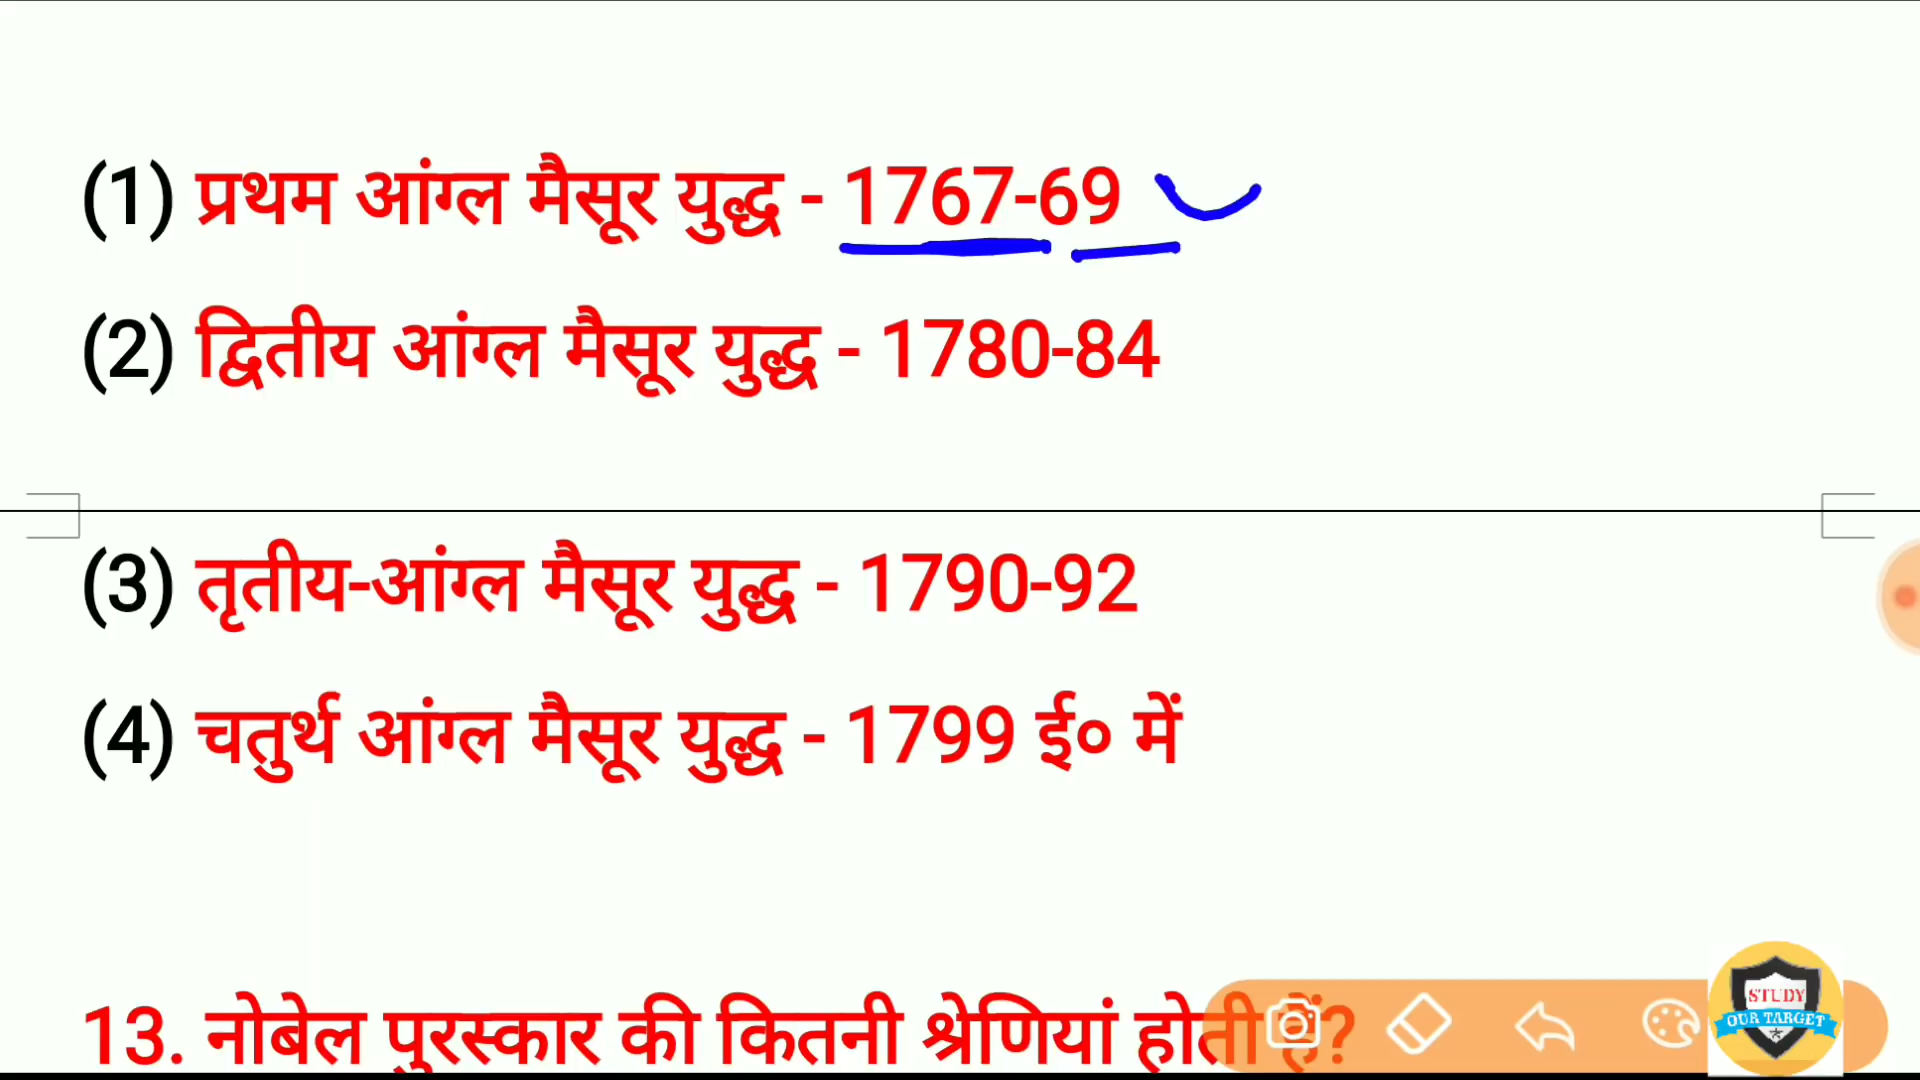 (1) प्रथम आंग्ल मैसूर युद्ध - 1767-69
(2) द्वितीय आंग्ल मैसूर युद्ध - 1780-84
(3) तृतीय-आंग्ल मैसूर युद्ध - 1790-92
(4) चतुर्थ आंग्ल मैसूर युद्ध - 1799 ई० में
13. नोबेल पुरस्कार की कितनी श्रेणियां होती हैं?
STUDY
OUR TARGET